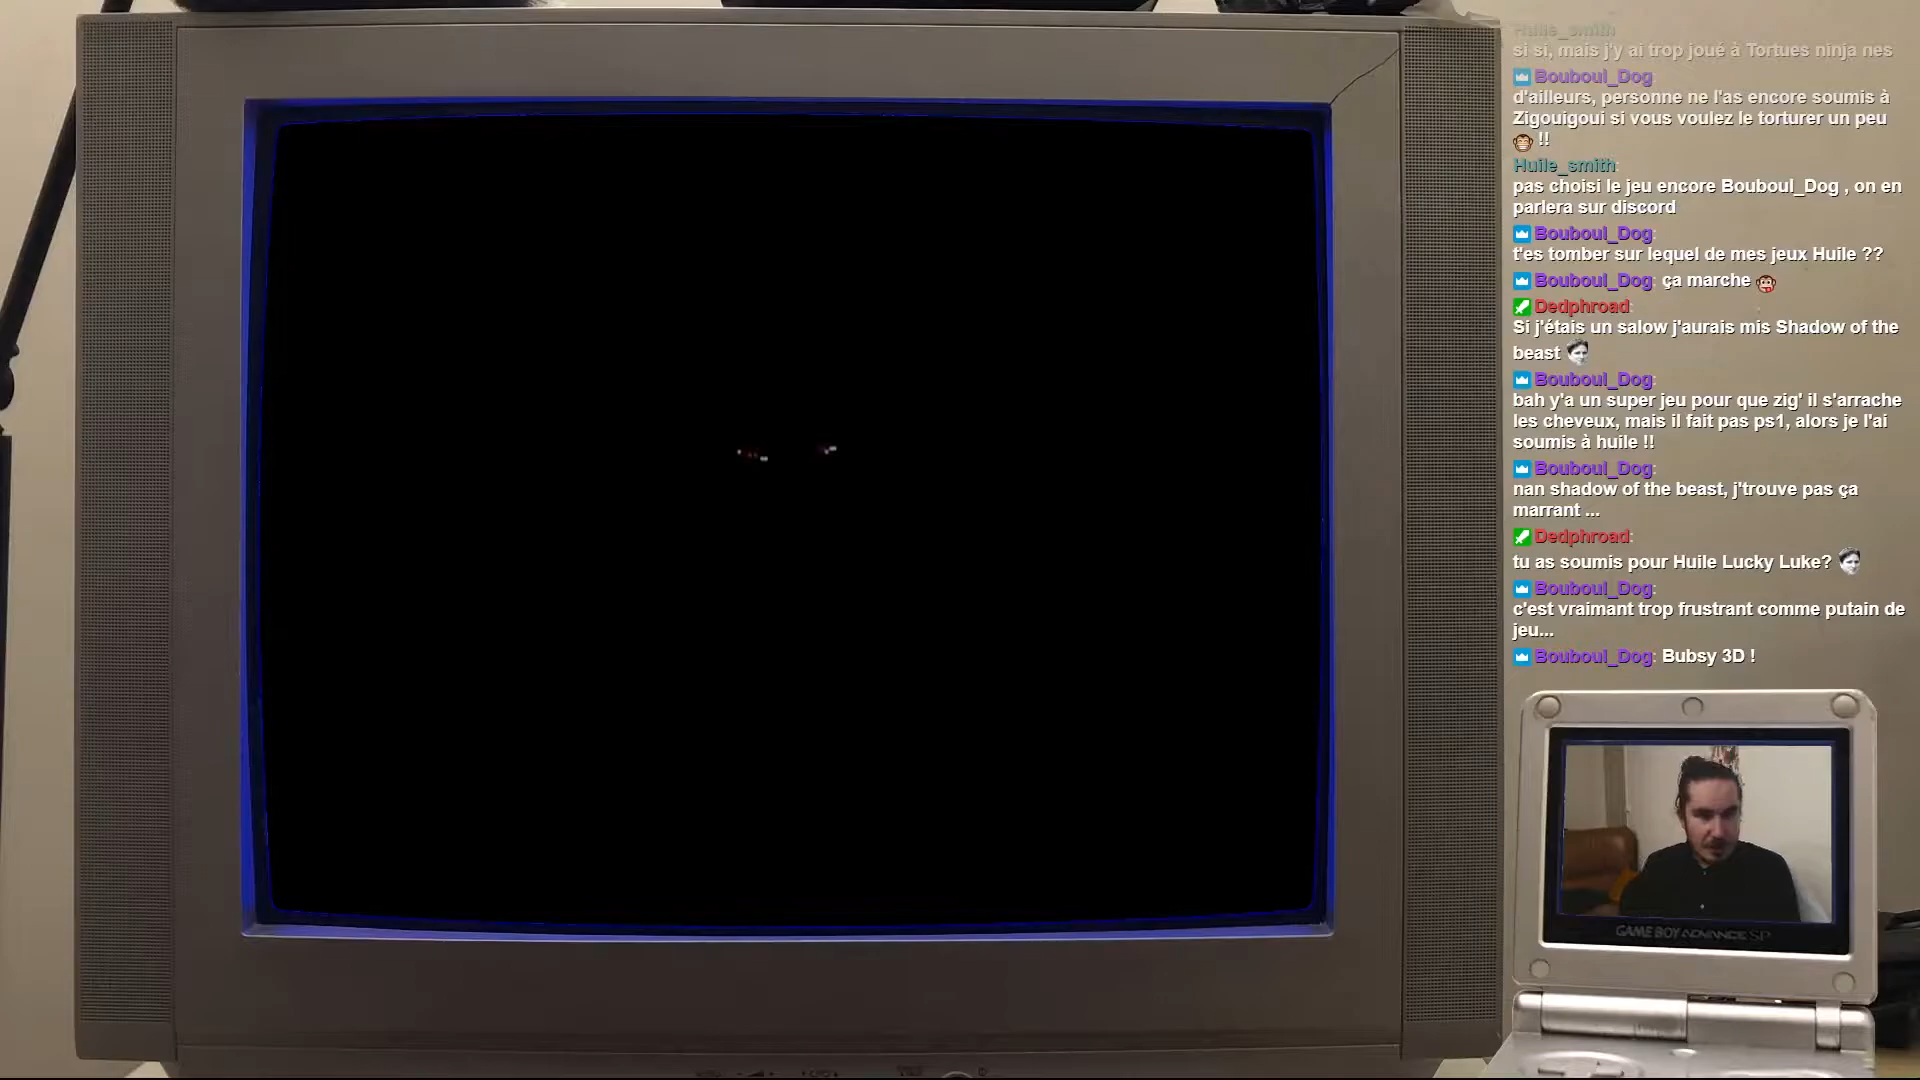 Huile_smith
si si, mais j'y ai trop joué à Tortues ninja nes
Bouboul_Dog
d'ailleurs, personne ne l'as encore soumis à
Zigouigoui si vous voulez le torturer un peu
!!
Huile_smith:
pas choisi le jeu encore Bouboul_Dog , on en
parlera sur discord
Bouboul_Dog:
t'es tomber sur lequel de mes jeux Huile ??
Bouboul_Dog: ça marche
Dedphroad:
Si j'étais un salow j'aurais mis Shadow of the
beast
Bouboul_Dog:
bah y'a un super jeu pour que zig' il s'arrache
les cheveux, mais il fait pas ps1, alors je l'ai
soumis à huile !!
Bouboul_Dog:
nan shadow of the beast, j'trouve pas ça
marrant ...
Dedphroad:
tu as soumis pour Huile Lucky Luke?
Bouboul_Dog:
c'est vraimant trop frustrant comme putain de
jeu...
Bouboul_Dog: Bubsy 3D !
GAME BOY ADVANCE SP